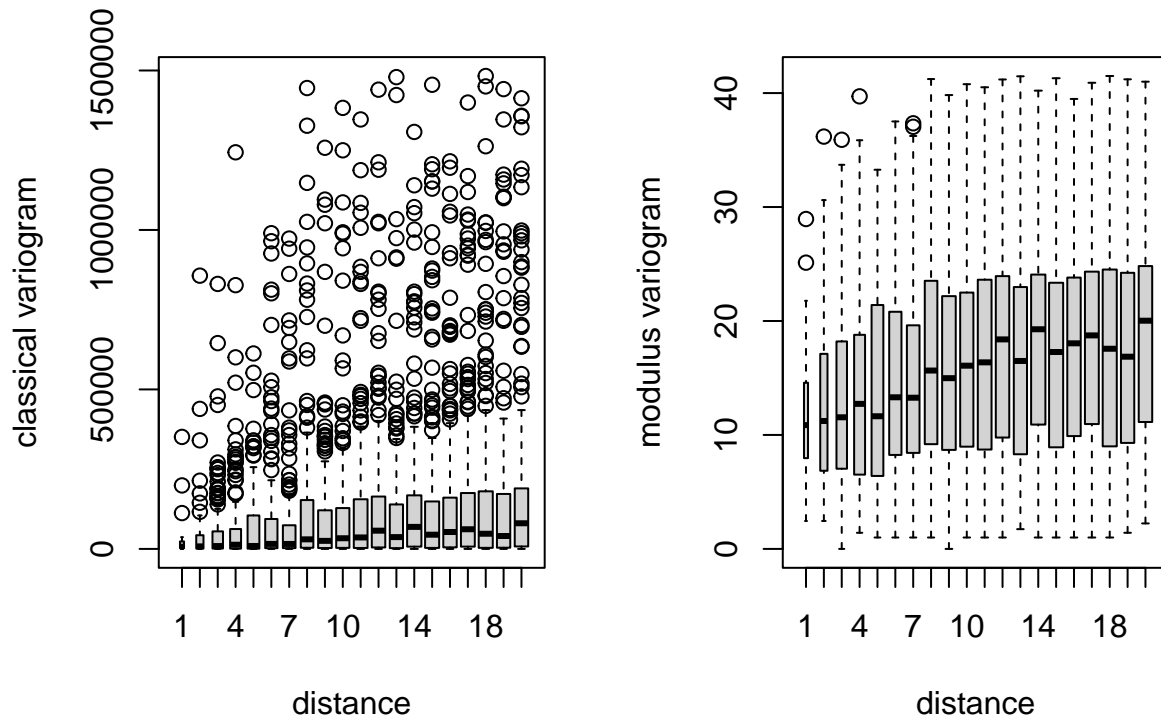 classical variogram
1500000
1000000
500000
0
1 4 7 10 14 18
distance
modulus variogram
40
30
20
10
0
1 4 7 10 14 18
distance